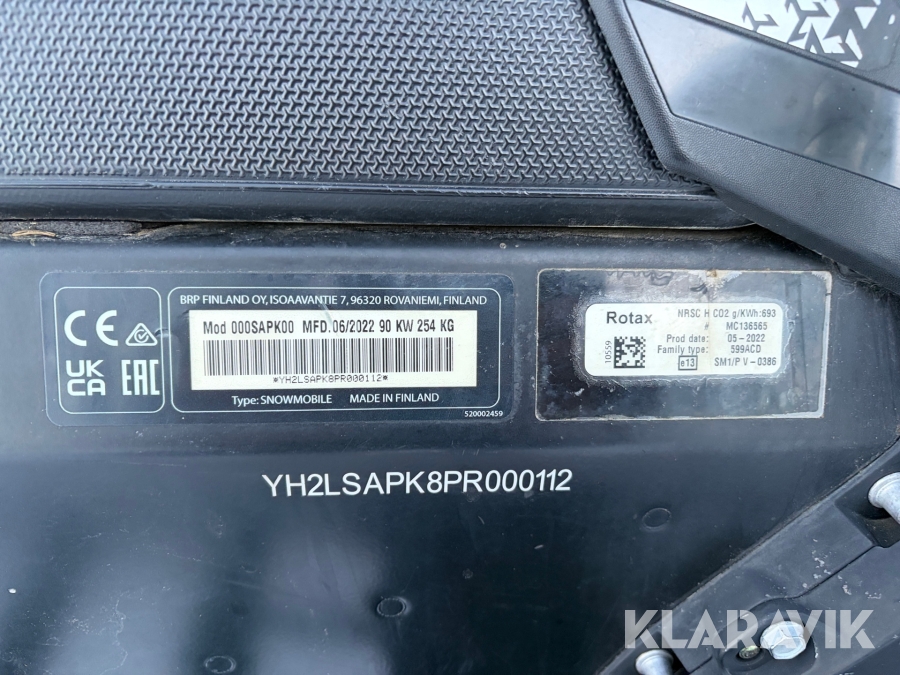 BRP FINLAND OY, ISOAAVANTIE 7, 96320 ROVANIEMI, FINLAND
Mod 000SAPK00 MFD.06/2022 90 KW 254 KG
*YH2LSAPK8PR000112*
Type: SNOWMOBILE MADE IN FINLAND
520002459
CE
UK
CA
EAC
Rotax
10559
NRSC H CO2 g/KWh:693
# MC136565
Prod date: 05-2022
Family type: 599ACD
e13 SM1/P V-0386
YH2LSAPK8PR000112
KLARAVIK